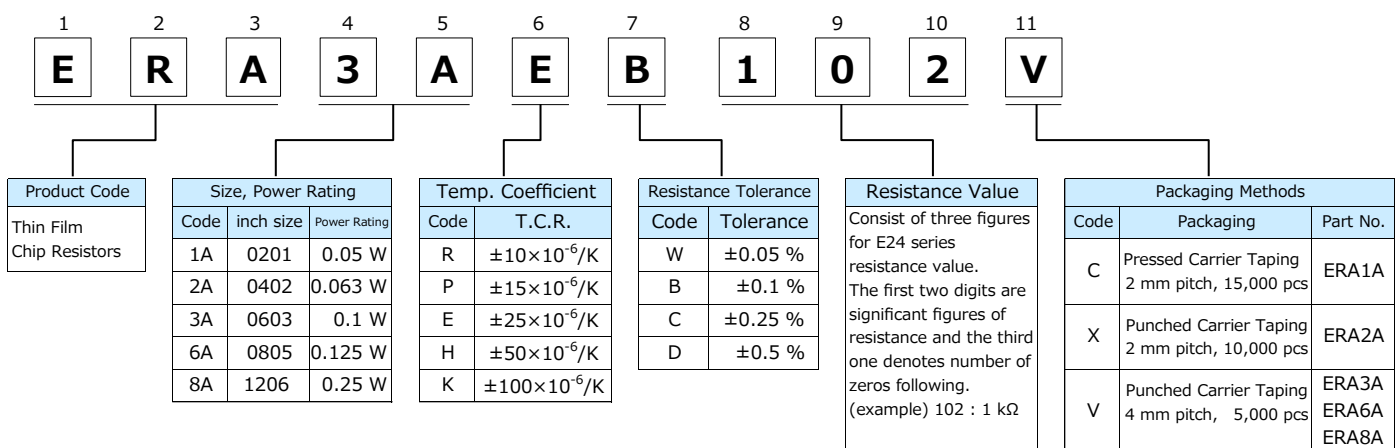 1 2 3 4 5 6 7 8 9 10 11
E R A 3 A E B 1 0 2 V
Product Code
Thin Film
Chip Resistors
Size, Power Rating
Code inch size Power Rating
1A 0201 0.05 W
2A 0402 0.063 W
3A 0603 0.1 W
6A 0805 0.125 W
8A 1206 0.25 W
Temp. Coefficient
Code T.C.R.
R ±10×10⁻⁶/K
P ±15×10⁻⁶/K
E ±25×10⁻⁶/K
H ±50×10⁻⁶/K
K ±100×10⁻⁶/K
Resistance Tolerance
Code Tolerance
W ±0.05 %
B ±0.1 %
C ±0.25 %
D ±0.5 %
Resistance Value
Consist of three figures
for E24 series
resistance value.
The first two digits are
significant figures of
resistance and the third
one denotes number of
zeros following.
(example) 102 : 1 kΩ
Packaging Methods
Code Packaging Part No.
C Pressed Carrier Taping
2 mm pitch, 15,000 pcs ERA1A
X Punched Carrier Taping
2 mm pitch, 10,000 pcs ERA2A
V Punched Carrier Taping
4 mm pitch, 5,000 pcs ERA3A
ERA6A
ERA8A